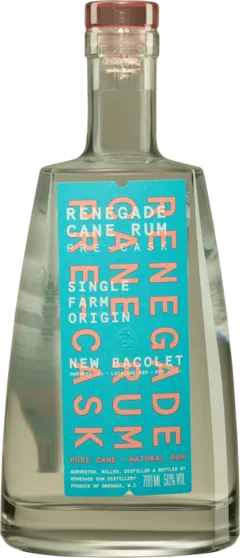 RENEGADE
CANE RUM
PRE-CASK
RENEGADE
CANE RUM
PRE-CASK
SINGLE
FARM
ORIGIN
NEW BACOLET
PURE CANE – NATURAL RUM
HARVESTED, MILLED, DISTILLED & BOTTLED BY
RENEGADE RUM DISTILLERY.
PRODUCE OF GRENADA, W.I.
700 ML 50%VOL